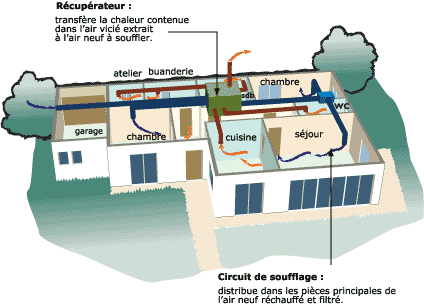 Récupérateur :
transfère la chaleur contenue
dans l'air vicié extrait
à l'air neuf à souffler.
atelier
buanderie
chambre
sdb
WC
garage
chambre
cuisine
séjour
Circuit de soufflage :
distribue dans les pièces principales de
l'air neuf réchauffé et filtré.